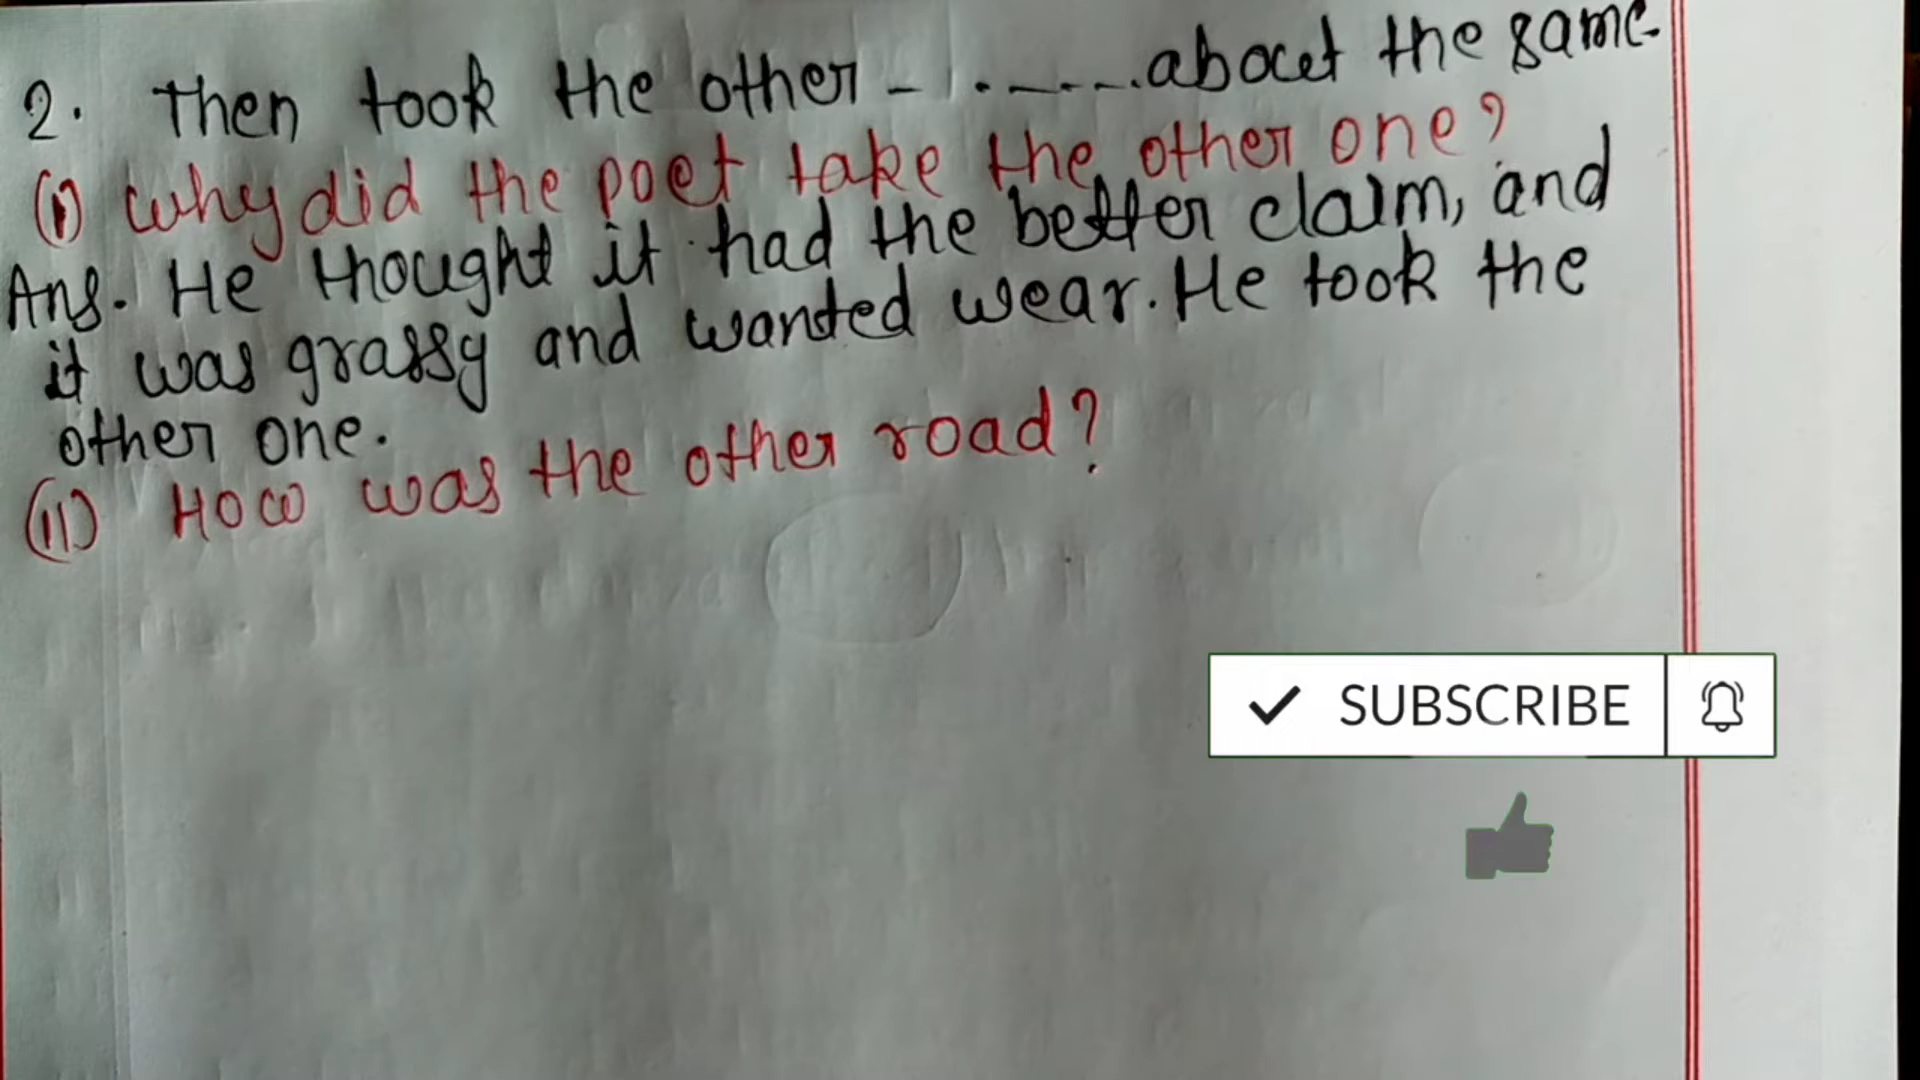 2. Then took the other - . - - - - . about the same.
(i) Why did the poet take the other one?
Ans. He thought it had the better claim, and
it was grassy and wanted wear. He took the
other one.
(ii) How was the other road?
SUBSCRIBE